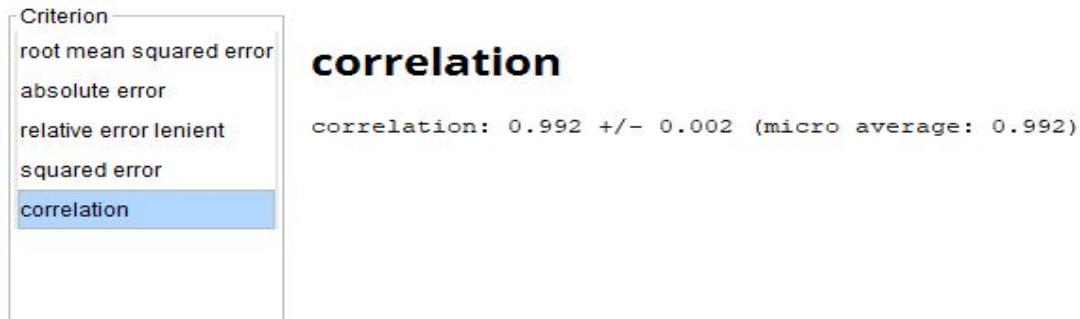 Criterion
root mean squared error
absolute error
relative error lenient
squared error
correlation
correlation
correlation: 0.992 +/- 0.002 (micro average: 0.992)